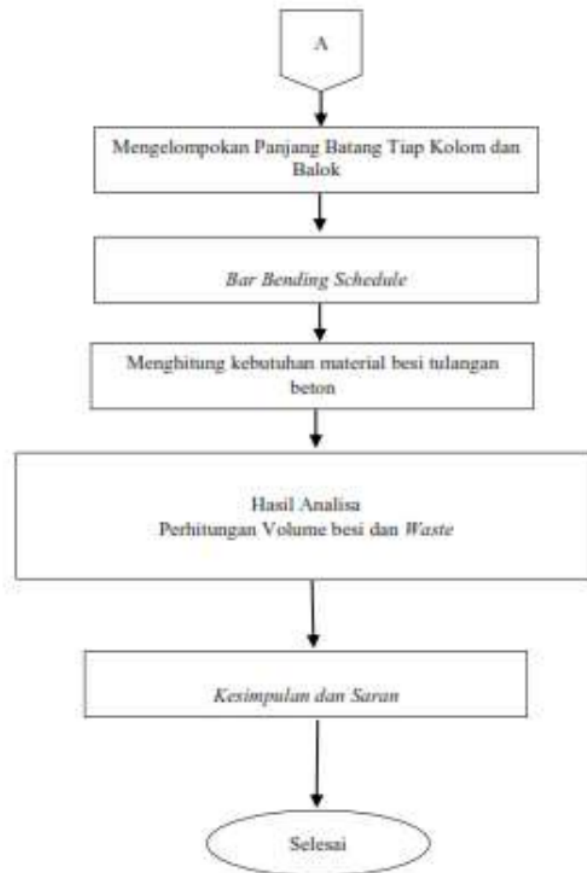 A
Mengelompokan Panjang Batang Tiap Kolom dan
Balok
Bar Bending Schedule
Menghitung kebutuhan material besi tulangan
beton
Hasil Analisa
Perhitungan Volume besi dan Waste
Kesimpulan dan Saran
Selesai